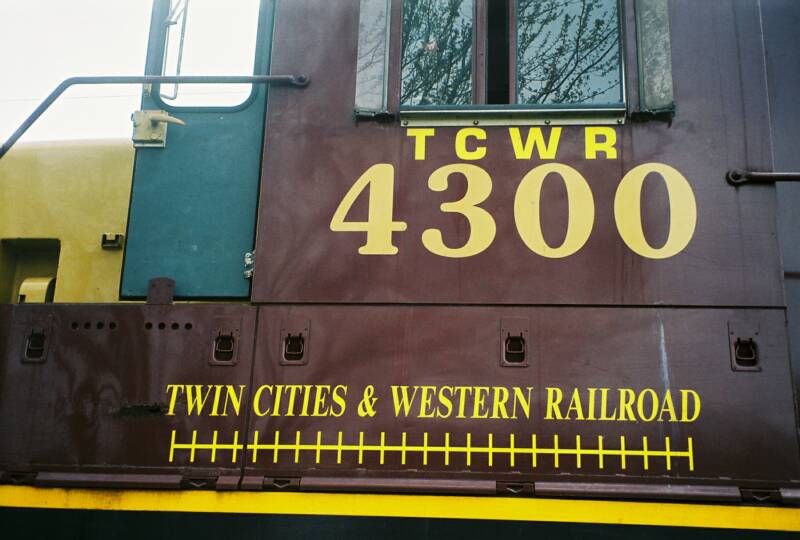 TCWR
4300
TWIN CITIES & WESTERN RAILROAD